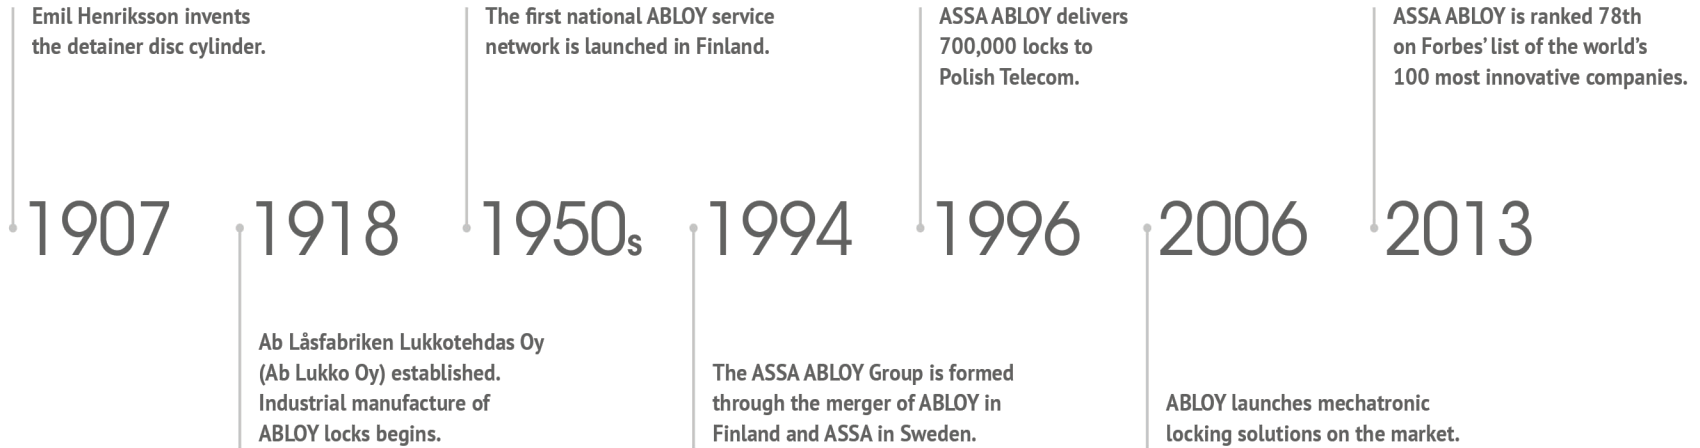 Emil Henriksson invents
the detainer disc cylinder.
The first national ABLOY service
network is launched in Finland.
ASSA ABLOY delivers
700,000 locks to
Polish Telecom.
ASSA ABLOY is ranked 78th
on Forbes’ list of the world’s
100 most innovative companies.
1907
1918
1950s
1994
1996
2006
2013
Ab Låsfabriken Lukkotehdas Oy
(Ab Lukko Oy) established.
Industrial manufacture of
ABLOY locks begins.
The ASSA ABLOY Group is formed
through the merger of ABLOY in
Finland and ASSA in Sweden.
ABLOY launches mechatronic
locking solutions on the market.